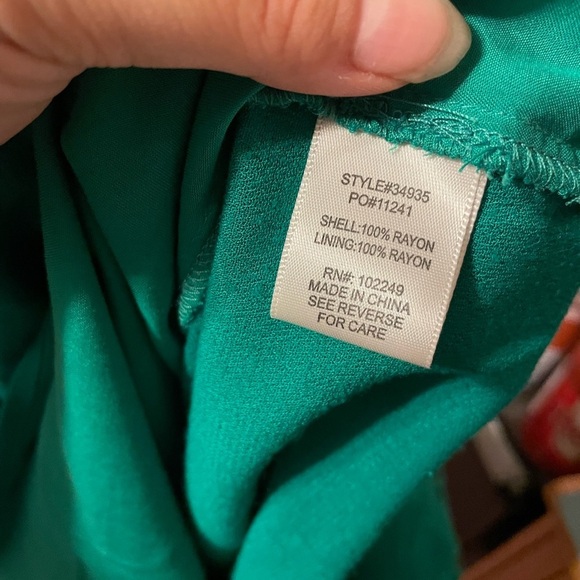 STYLE#34935
PO#11241
SHELL:100% RAYON
LINING:100% RAYON
RN#: 102249
MADE IN CHINA
SEE REVERSE
FOR CARE